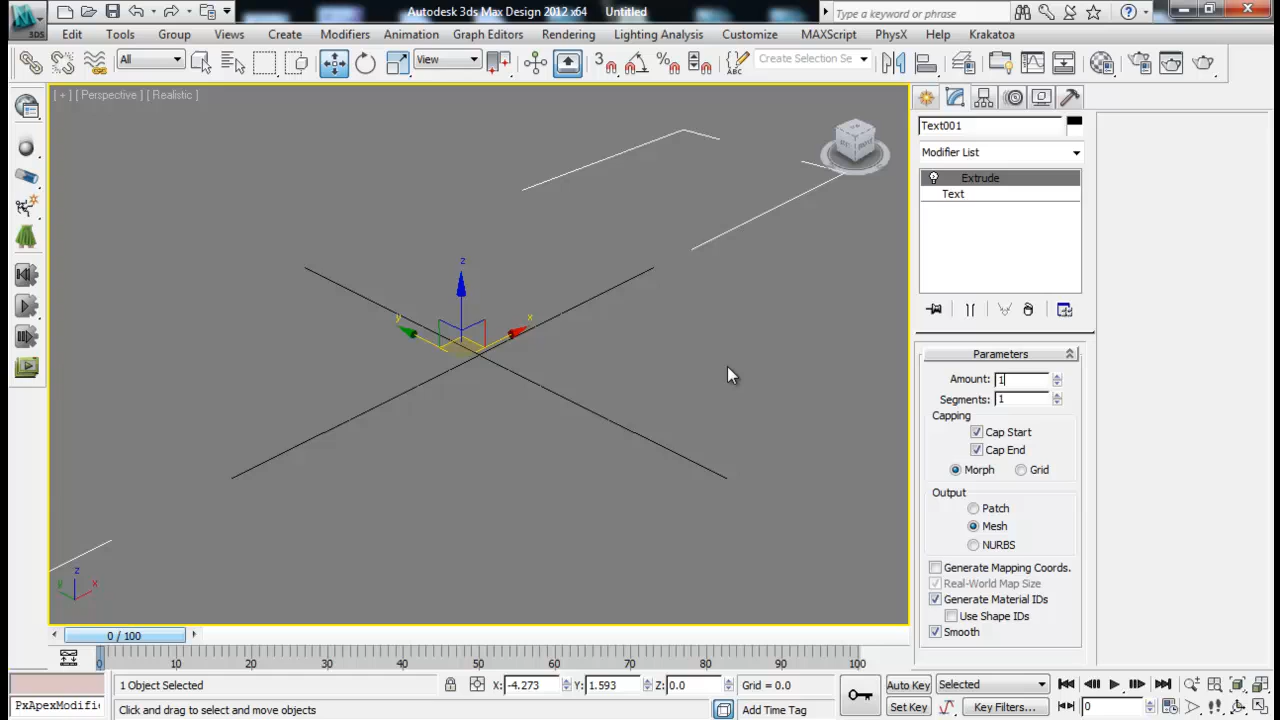 Autodesk 3ds Max Design 2012 x64 Untitled
Type a keyword or phrase
3DS
Edit Tools Group Views Create Modifiers Animation Graph Editors Rendering Lighting Analysis Customize MAXScript PhysX Help Krakatoa
All View 3 Create Selection Se
[ + ] [ Perspective ] [ Realistic ]
Text001
Modifier List
Extrude
Text
z
y x
Parameters
Amount: 1
Segments: 1
Capping
Cap Start
Cap End
Morph Grid
Output
Patch
Mesh
NURBS
Generate Mapping Coords.
Real-World Map Size
Generate Material IDs
Use Shape IDs
Smooth
z
y x
0 / 100
0 10 20 30 40 50 60 70 80 90 100
1 Object Selected X: -4.273 Y: 1.593 Z: 0.0 Grid = 0.0 Auto Key Selected
PxApexModifi Click and drag to select and move objects Add Time Tag Set Key Key Filters... 0